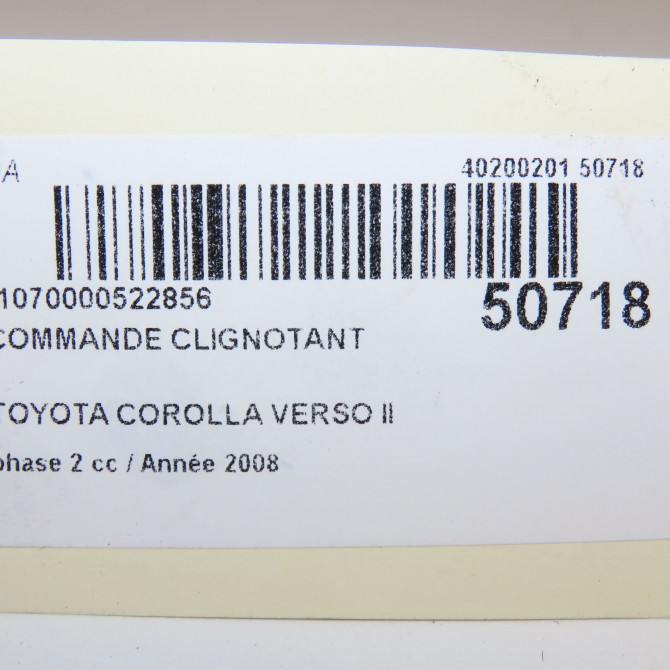 A 40200201 50718
1070000522856 50718
COMMANDE CLIGNOTANT
TOYOTA COROLLA VERSO II
phase 2 cc / Année 2008